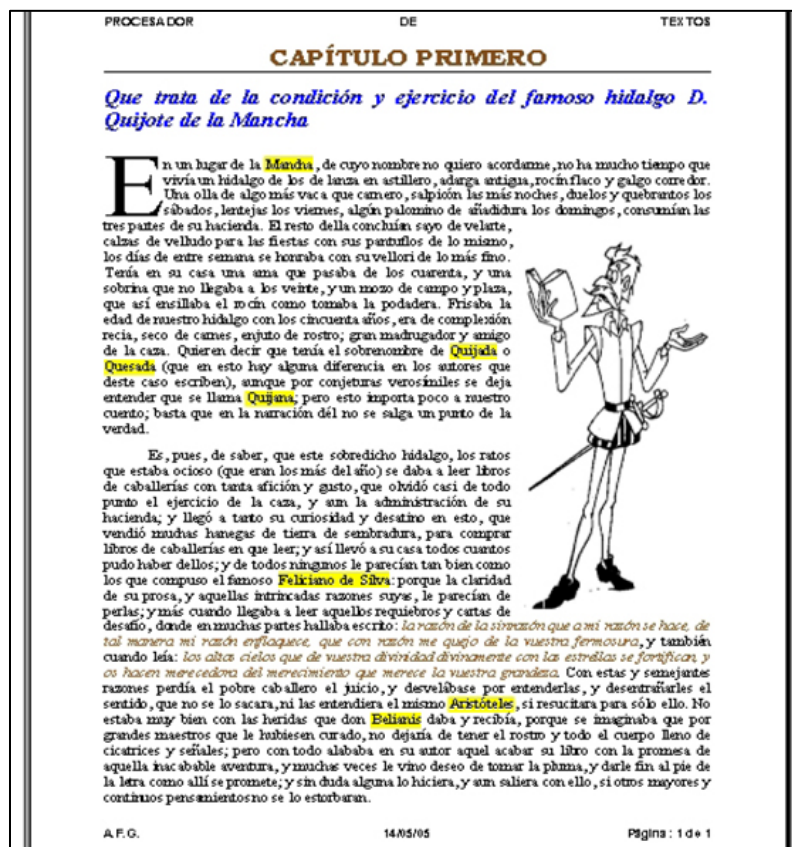 PROCESADOR DE TEXTOS
CAPÍTULO PRIMERO
Que trata de la condición y ejercicio del famoso hidalgo D.
Quijote de la Mancha
En un lugar de la Mancha, de cuyo nombre no quiero acordarme, no ha mucho tiempo que
vivía un hidalgo de los de lanza en astillero, adarga antigua, rocín flaco y galgo corredor.
Una olla de algo más vaca que carnero, salpicón las más noches, duelos y quebrantos los
sábados, lentejas los viernes, algún palomino de añadidura los domingos, consumían las
tres partes de su hacienda. El resto della concluían sayo de velarte,
calzas de velludo para las fiestas con sus pantuflos de lo mismo,
los días de entre semana se honraba con su vellori de lo más fino.
Tenía en su casa una ama que pasaba de los cuarenta, y una
sobrina que no llegaba a los veinte, y un mozo de campo y plaza,
que así ensillaba el rocín como tomaba la podadera. Frisaba la
edad de nuestro hidalgo con los cincuenta años, era de complexión
recia, seco de carnes, enjuto de rostro; gran madrugador y amigo
de la caza. Quieren decir que tenía el sobrenombre de Quijada o
Quesada (que en esto hay alguna diferencia en los autores que
deste caso escriben), aunque por conjeturas verosímiles se deja
entender que se llama Quijana; pero esto importa poco a nuestro
cuento; basta que en la narración dél no se salga un punto de la
verdad.
Es, pues, de saber, que este sobredicho hidalgo, los ratos
que estaba ocioso (que eran los más del año) se daba a leer libros
de caballerías con tanta afición y gusto, que olvidó casi de todo
punto el ejercicio de la caza, y aun la administración de su
hacienda; y llegó a tanto su curiosidad y desatino en esto, que
vendió muchas hanegas de tierra de sembradura, para comprar
libros de caballerías en que leer; y así llevó a su casa todos cuantos
pudo haber dellos; y de todos ningunos le parecían tan bien como
los que compuso el famoso Feliciano de Silva: porque la claridad
de su prosa, y aquellas intrincadas razones suyas, le parecían de
perlas; y más cuando llegaba a leer aquellos requiebros y cartas de
desafío, donde en muchas partes hallaba escrito: la razón de la sinrazón que a mi razón se hace, de
tal manera mi razón enflaquece, que con razón me quejo de la vuestra fermosura, y también
cuando leía: los altos cielos que de vuestra divinidad divinamente con las estrellas se fortifican, y
os hacen merecedora del merecimiento que merece la vuestra grandeza. Con estas y semejantes
razones perdía el pobre caballero el juicio, y desvelábase por entenderlas, y desentrañarles el
sentido, que no se lo sacara, ni las entendiera el mismo Aristóteles, si resucitara para sólo ello. No
estaba muy bien con las heridas que don Belianis daba y recibía, porque se imaginaba que por
grandes maestros que le hubiesen curado, no dejaría de tener el rostro y todo el cuerpo lleno de
cicatrices y señales; pero con todo alababa en su autor aquel acabar su libro con la promesa de
aquella inacabable aventura, y muchas veces le vino deseo de tomar la pluma, y darle fin al pie de
la letra como allí se promete; y sin duda alguna lo hiciera, y aun saliera con ello, si otros mayores y
continuos pensamientos no se lo estorbaran.
A.F.G. 14/05/05 Página : 1 de 1